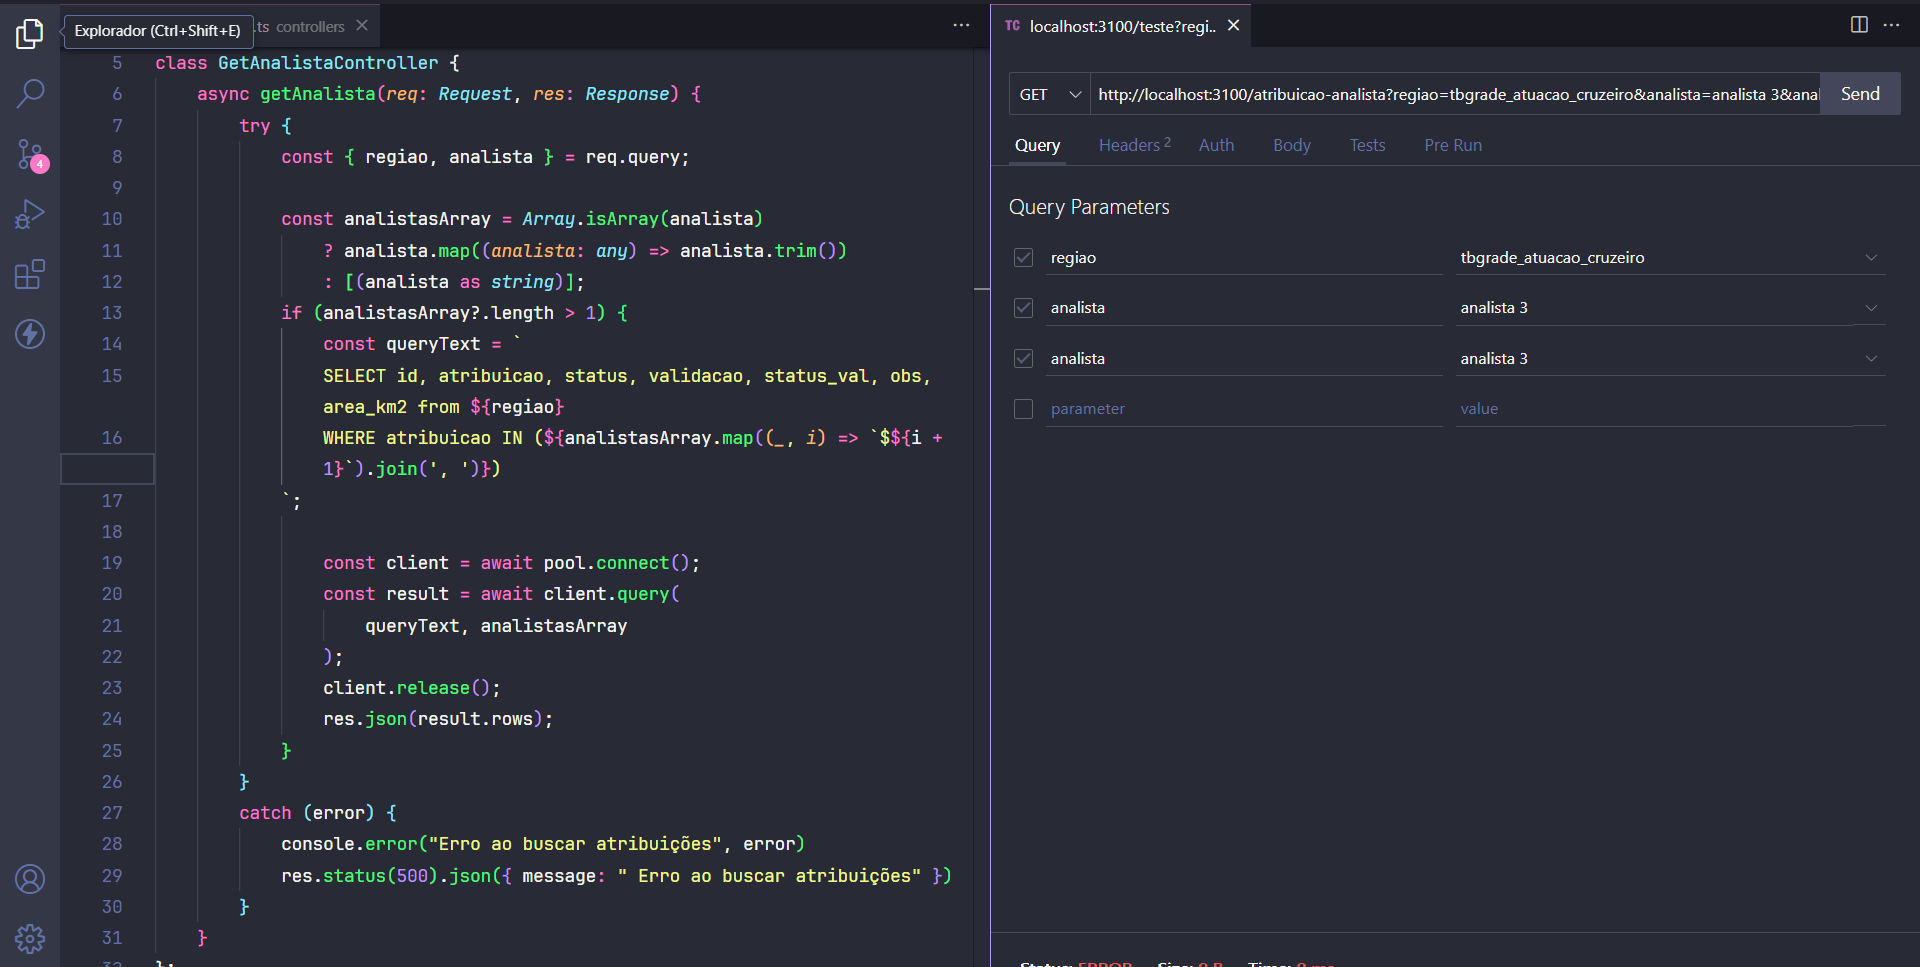 Explorador (Ctrl+Shift+E)
.ts controllers
4
5 class GetAnalistaController {
6 async getAnalista(req: Request, res: Response) {
7 try {
8 const { regiao, analista } = req.query;
9
10 const analistasArray = Array.isArray(analista)
11 ? analista.map((analista: any) => analista.trim())
12 : [(analista as string)];
13 if (analistasArray?.length > 1) {
14 const queryText = `
15 SELECT id, atribuicao, status, validacao, status_val, obs,
area_km2 from ${regiao}
16 WHERE atribuicao IN (${analistasArray.map((_, i) => `$${i +
1}`).join(', ')})
17 `;
18
19 const client = await pool.connect();
20 const result = await client.query(
21 queryText, analistasArray
22 );
23 client.release();
24 res.json(result.rows);
25 }
26 }
27 catch (error) {
28 console.error("Erro ao buscar atribuições", error)
29 res.status(500).json({ message: " Erro ao buscar atribuições" })
30 }
31 }
32 };
TC localhost:3100/teste?regi..
GET http://localhost:3100/atribuicao-analista?regiao=tbgrade_atuacao_cruzeiro&analista=analista 3&anal Send
Query Headers 2 Auth Body Tests Pre Run
Query Parameters
regiao tbgrade_atuacao_cruzeiro
analista analista 3
analista analista 3
parameter value
Status: ERROR Size: 0 B Time: 0 ms